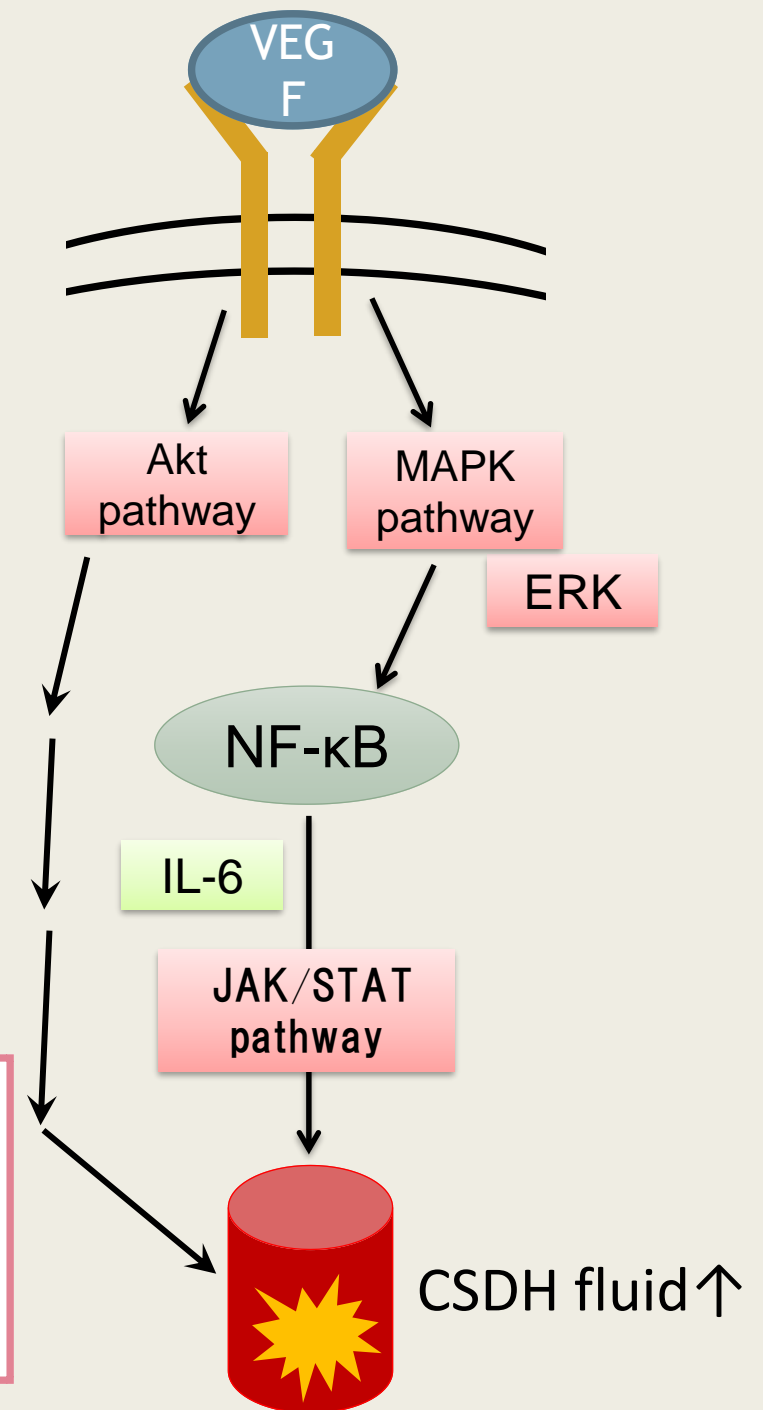 VEG
F
Akt
pathway
MAPK
pathway
ERK
NF-κB
IL-6
JAK/STAT
pathway
CSDH fluid↑